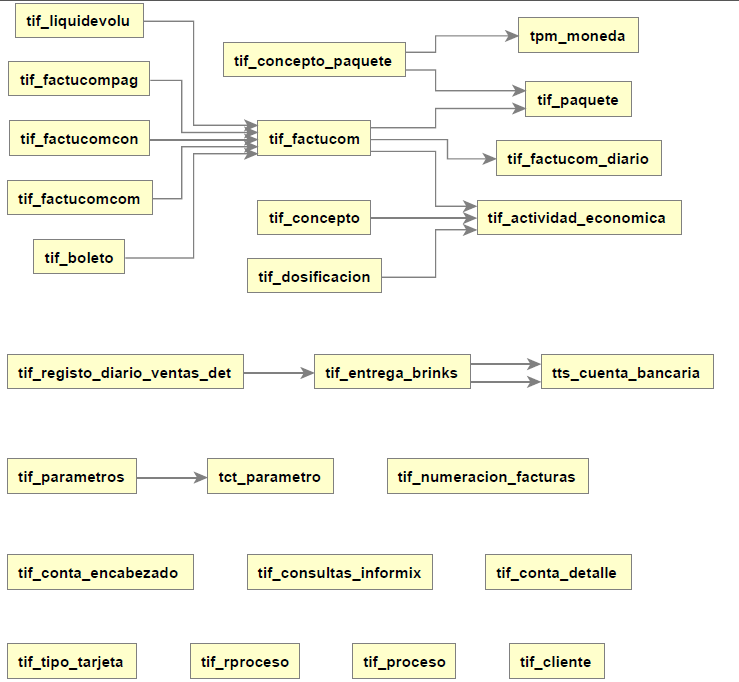 tif_liquidevolu
tpm_moneda
tif_concepto_paquete
tif_factucompag
tif_paquete
tif_factucomcon
tif_factucom
tif_factucom_diario
tif_factucomcom
tif_concepto
tif_actividad_economica
tif_boleto
tif_dosificacion
tif_registo_diario_ventas_det
tif_entrega_brinks
tts_cuenta_bancaria
tif_parametros
tct_parametro
tif_numeracion_facturas
tif_conta_encabezado
tif_consultas_informix
tif_conta_detalle
tif_tipo_tarjeta
tif_rproceso
tif_proceso
tif_cliente